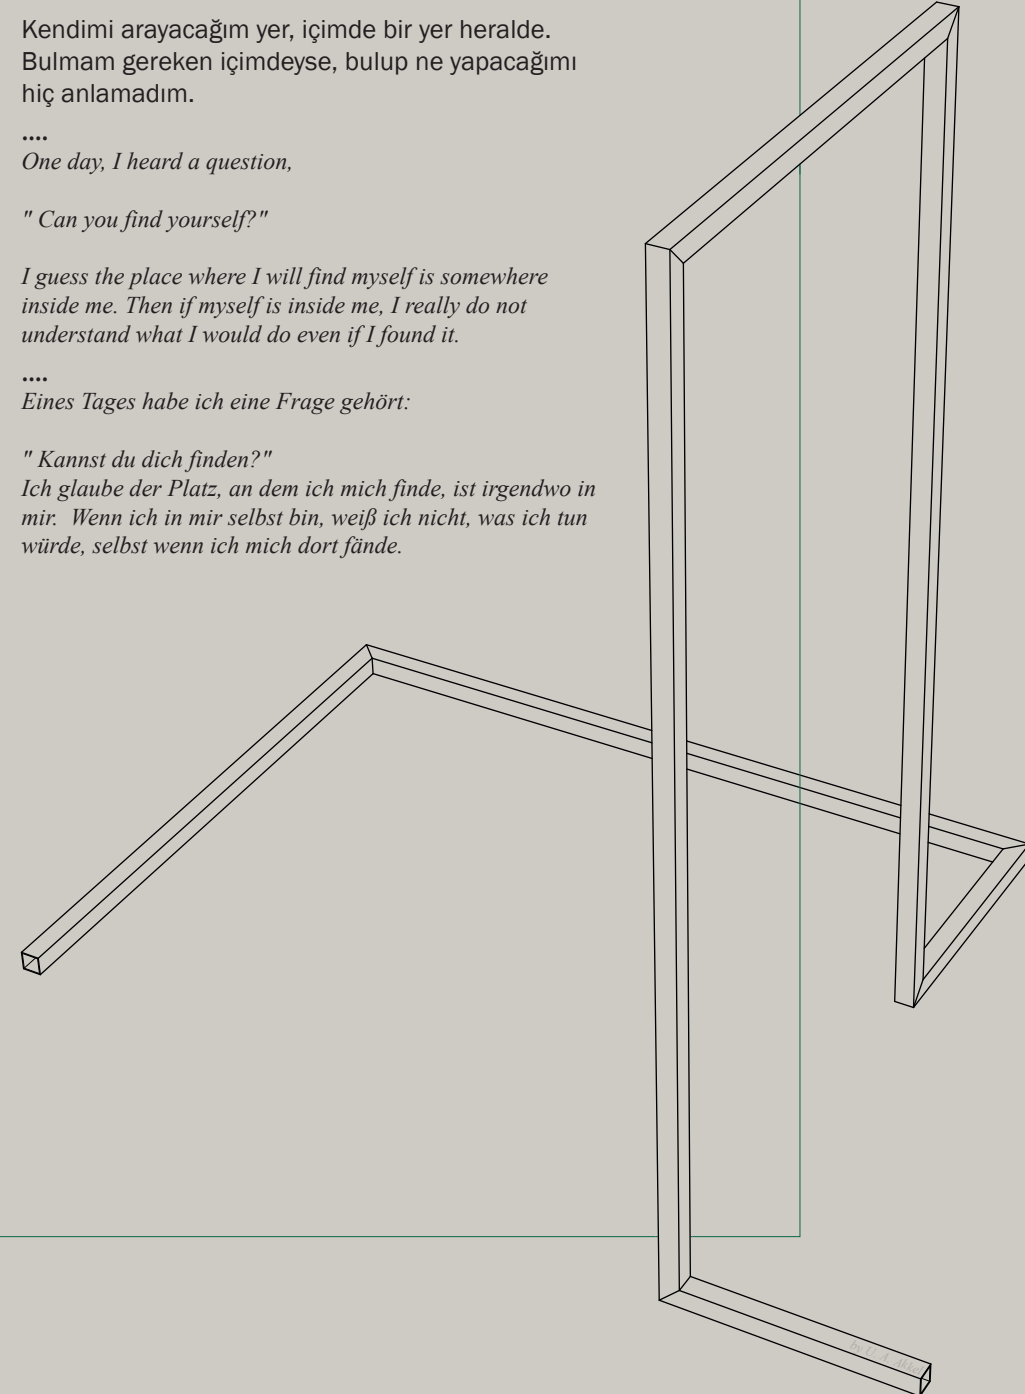 Kendimi arayacağım yer, içimde bir yer heralde.
Bulmam gereken içimdeyse, bulup ne yapacağımı
hiç anlamadım.
....
One day, I heard a question,
" Can you find yourself?"
I guess the place where I will find myself is somewhere
inside me. Then if myself is inside me, I really do not
understand what I would do even if I found it.
....
Eines Tages habe ich eine Frage gehört:
" Kannst du dich finden?"
Ich glaube der Platz, an dem ich mich finde, ist irgendwo in
mir.  Wenn ich in mir selbst bin, weiß ich nicht, was ich tun
würde, selbst wenn ich mich dort fände.
by U. A.